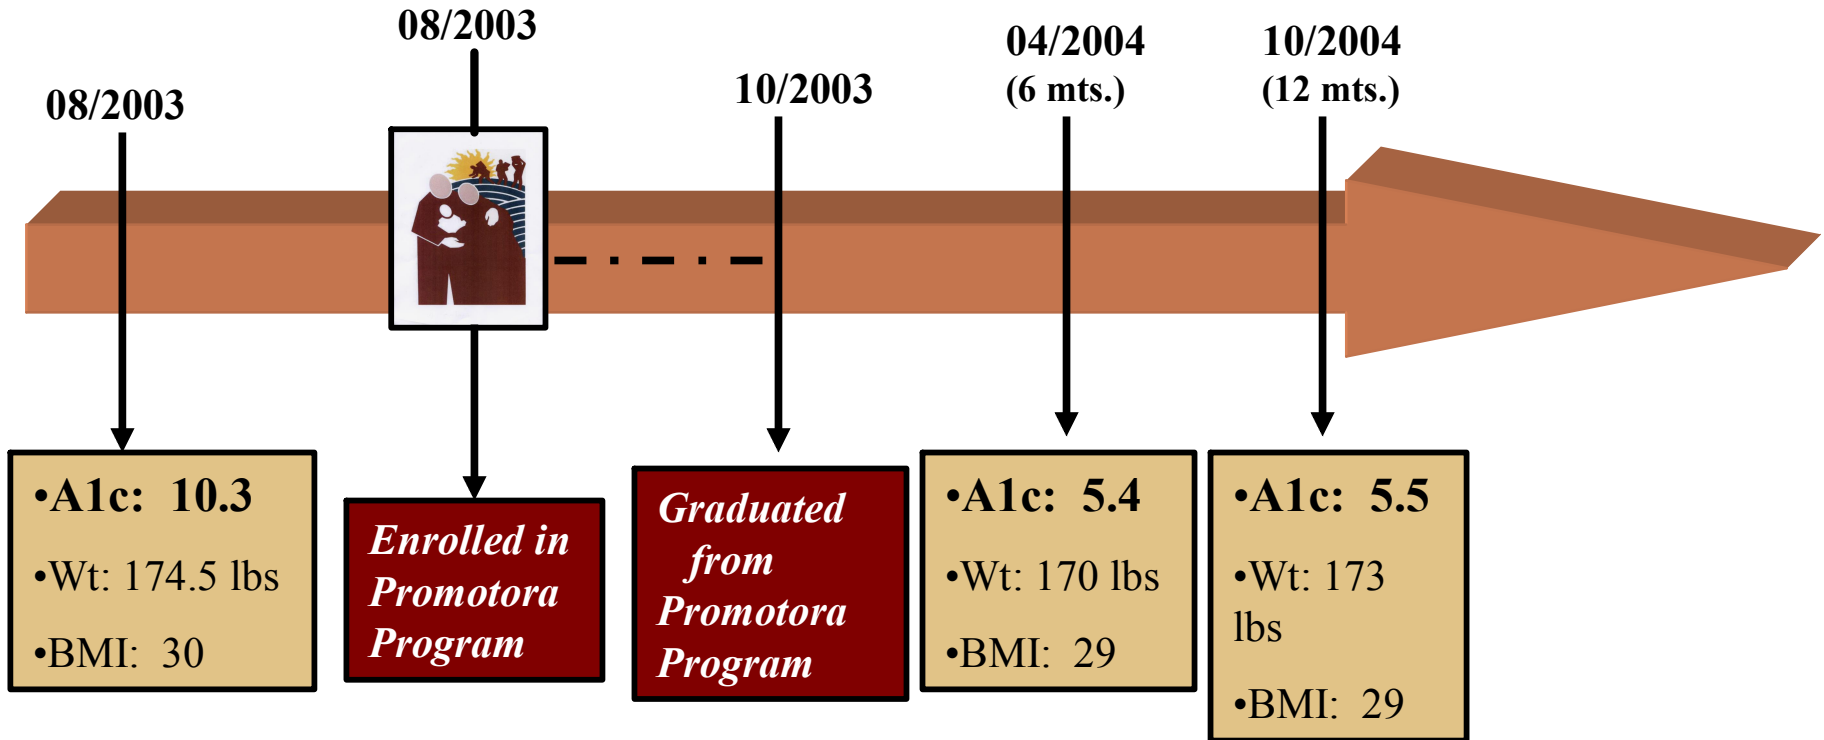 08/2003
08/2003
10/2003
04/2004
(6 mts.)
10/2004
(12 mts.)
•A1c:  10.3
•Wt: 174.5 lbs
•BMI:  30
Enrolled in
Promotora
Program
Graduated
from
Promotora
Program
•A1c:  5.4
•Wt: 170 lbs
•BMI:  29
•A1c:  5.5
•Wt: 173
lbs
•BMI:  29